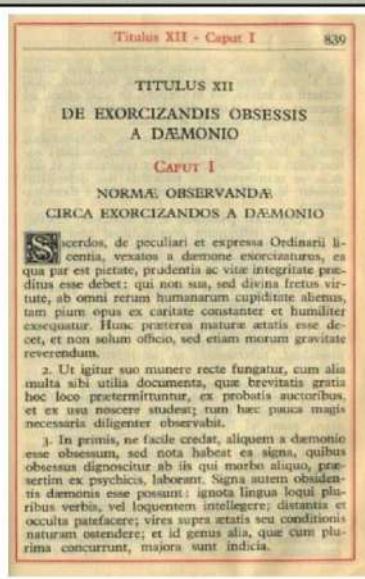 Titulus XII - Caput I 839
TITULUS XII
DE EXORCIZANDIS OBSESSIS
A DÆMONIO
CAPUT I
NORMÆ OBSERVANDÆ
CIRCA EXORCIZANDOS A DÆMONIO
Sacerdos, de peculiari et expressa Ordinarii li-
centia, vexatos a dæmone exorcizaturus, ea
qua par est pietate, prudentia ac vitæ integritate præ-
ditus esse debet: qui non sua, sed divina fretus vir-
tute, ab omni rerum humanarum cupiditate alienus,
tam pium opus ex caritate constanter et humiliter
exsequatur. Hunc præterea maturæ ætatis esse de-
cet, et non solum officio, sed etiam morum gravitate
reverendum.
2. Ut igitur suo munere recte fungatur, cum alia
multa sibi utilia documenta, quæ brevitatis gratia
hoc loco prætermittuntur, ex probatis auctoribus,
et ex usu noscere studeat; tum hæc pauca magis
necessaria diligenter observabit.
3. In primis, ne facile credat, aliquem a dæmonio
esse obsessum, sed nota habeat ea signa, quibus
obsessus dignoscitur ab iis qui morbo aliquo, præ-
sertim ex psychicis, laborant. Signa autem obsiden-
tis dæmonis esse possunt: ignota lingua loqui plu-
ribus verbis, vel loquentem intellegere; distantia et
occulta patefacere; vires supra ætatis seu conditionis
naturam ostendere; et id genus alia, quæ cum plu-
rima concurrunt, majora sunt indicia.